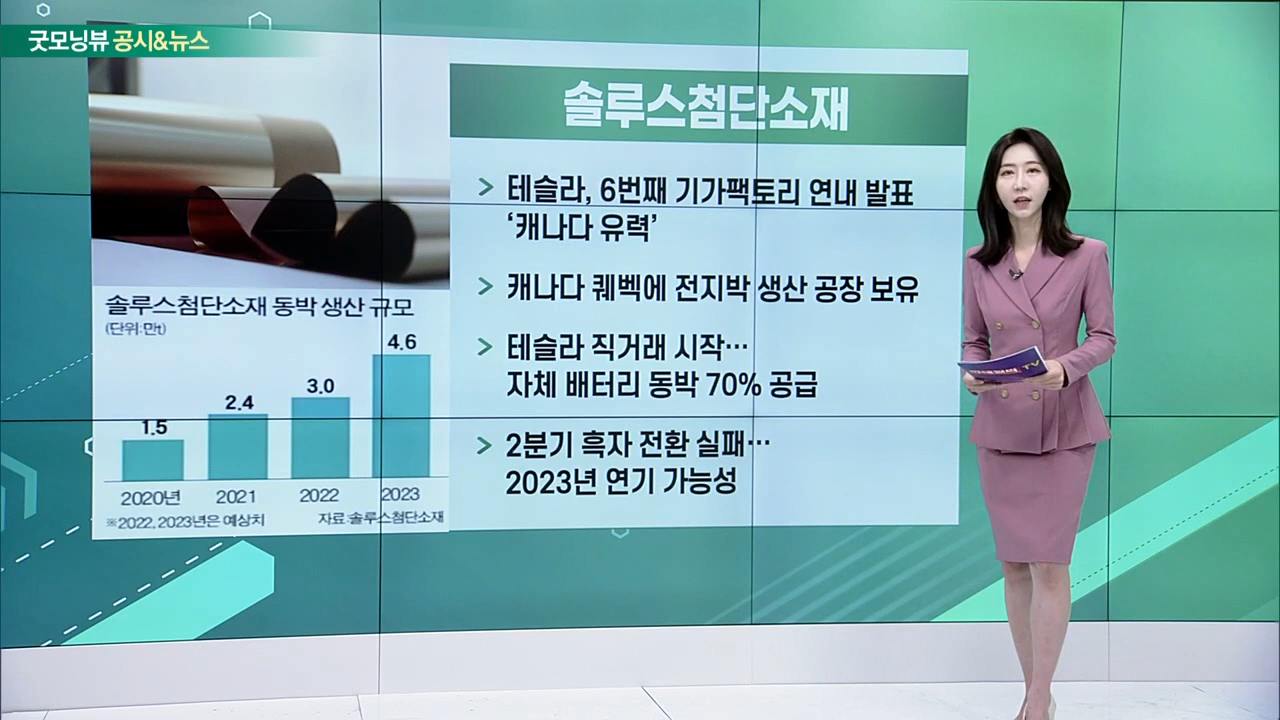 굿모닝뷰 공시&뉴스
솔루스첨단소재
테슬라, 6번째 기가팩토리 연내 발표
‘캐나다 유력’
캐나다 퀘벡에 전지박 생산 공장 보유
테슬라 직거래 시작…
자체 배터리 동박 70% 공급
2분기 흑자 전환 실패…
2023년 연기 가능성
솔루스첨단소재 동박 생산 규모
(단위:만t)
1.5 2.4 3.0 4.6
2020년 2021 2022 2023
※2022, 2023년은 예상치 자료:솔루스첨단소재
TV